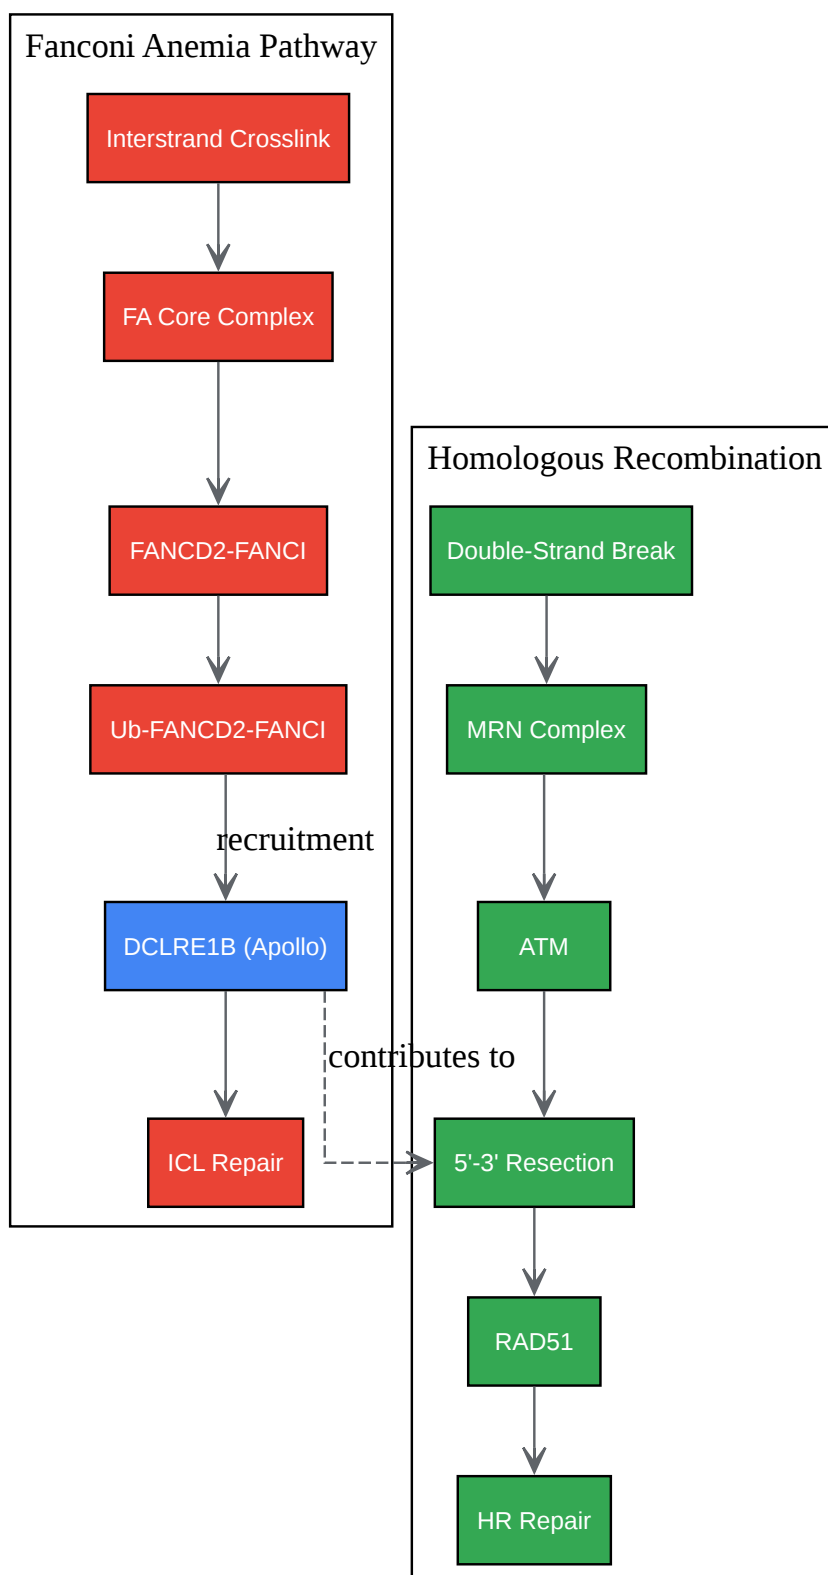 Fanconi Anemia Pathway
Interstrand Crosslink
FA Core Complex
FANCD2-FANCI
Ub-FANCD2-FANCI
recruitment
DCLRE1B (Apollo)
contributes to
ICL Repair
Homologous Recombination
Double-Strand Break
MRN Complex
ATM
5'-3' Resection
RAD51
HR Repair